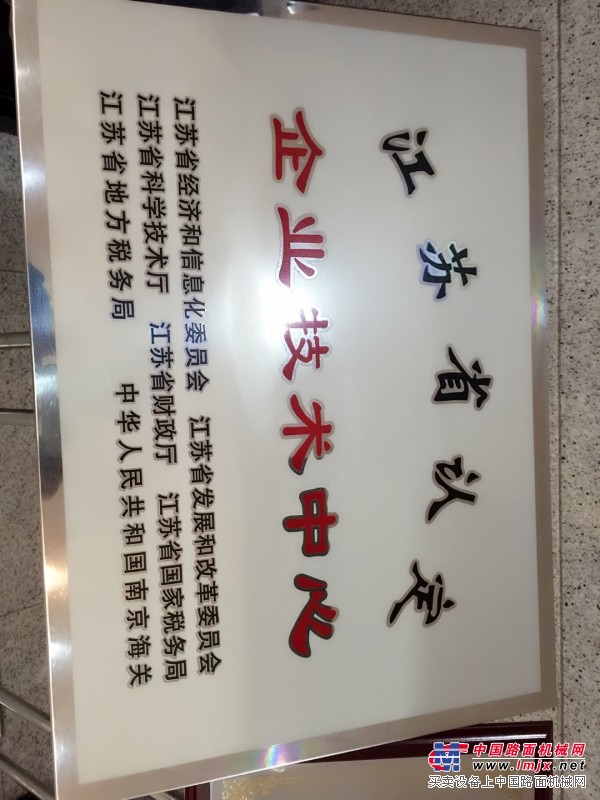 江苏省认定
企业技术中心
江苏省经济和信息化委员会 江苏省发展和改革委员会
江苏省科学技术厅 江苏省财政厅 江苏省国家税务局
江苏省地方税务局 中华人民共和国南京海关
中国路面机械网
www.lmjx.net
买卖设备上中国路面机械网